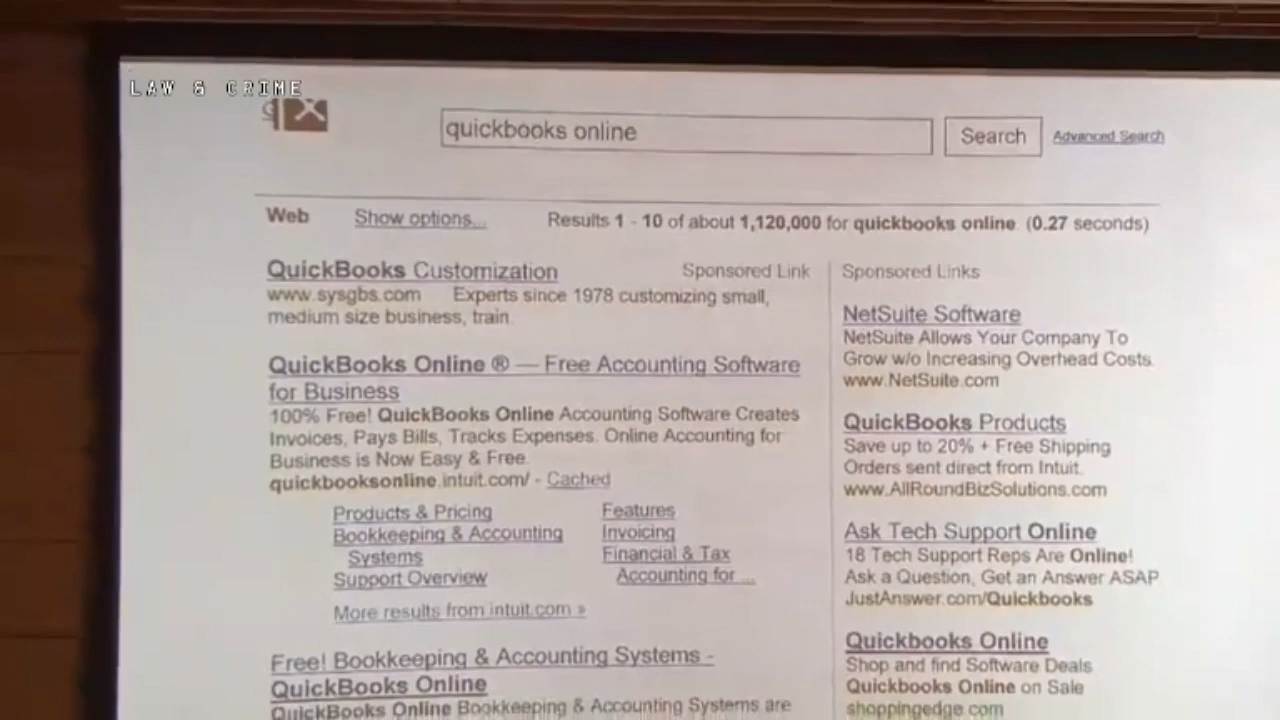 LAW & CRIME
quickbooks online
Search
Advanced Search
Web
Show options...
Results 1 - 10 of about 1,120,000 for quickbooks online. (0.27 seconds)
QuickBooks Customization
Sponsored Link
www.sysgbs.com Experts since 1978 customizing small,
medium size business, train.
QuickBooks Online ® — Free Accounting Software
for Business
100% Free! QuickBooks Online Accounting Software Creates
Invoices, Pays Bills, Tracks Expenses. Online Accounting for
Business is Now Easy & Free.
quickbooksonline.intuit.com/ - Cached
Products & Pricing
Bookkeeping & Accounting
Systems
Support Overview
Features
Invoicing
Financial & Tax
Accounting for ...
More results from intuit.com »
Free! Bookkeeping & Accounting Systems -
QuickBooks Online
QuickBooks Online Bookkeeping & Accounting Systems are
Sponsored Links
NetSuite Software
NetSuite Allows Your Company To
Grow w/o Increasing Overhead Costs.
www.NetSuite.com
QuickBooks Products
Save up to 20% + Free Shipping
Orders sent direct from Intuit.
www.AllRoundBizSolutions.com
Ask Tech Support Online
18 Tech Support Reps Are Online!
Ask a Question, Get an Answer ASAP
JustAnswer.com/Quickbooks
Quickbooks Online
Shop and find Software Deals
Quickbooks Online on Sale
shoppingedge.com